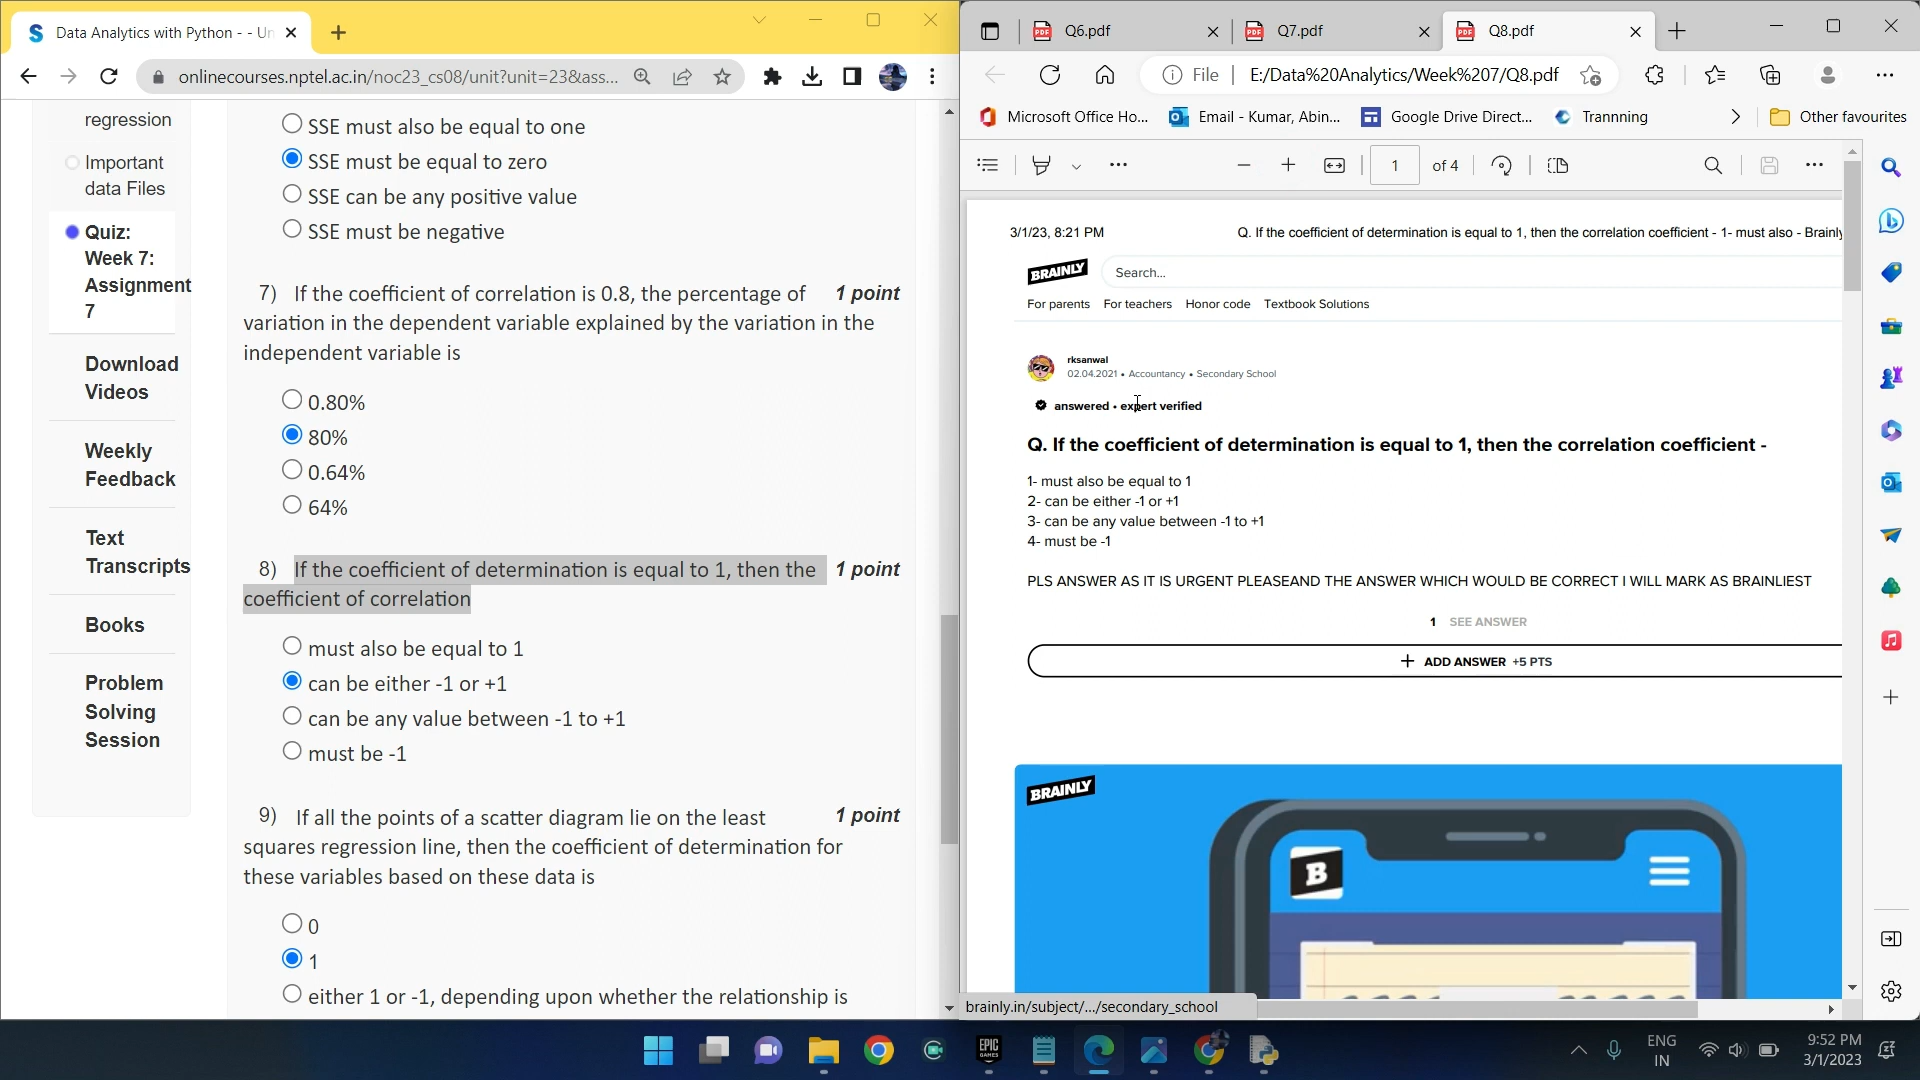 Data Analytics with Python - - Un
Q6.pdf
Q7.pdf
Q8.pdf
onlinecourses.nptel.ac.in/noc23_cs08/unit?unit=23&ass...
File
E:/Data%20Analytics/Week%207/Q8.pdf
Microsoft Office Ho...
Email - Kumar, Abin...
Google Drive Direct...
Trannning
Other favourites
1 of 4
regression
Important
data Files
Quiz:
Week 7:
Assignment
7
Download
Videos
Weekly
Feedback
Text
Transcripts
Books
Problem
Solving
Session
SSE must also be equal to one
SSE must be equal to zero
SSE can be any positive value
SSE must be negative
7) If the coefficient of correlation is 0.8, the percentage of 1 point
variation in the dependent variable explained by the variation in the
independent variable is
0.80%
80%
0.64%
64%
8) If the coefficient of determination is equal to 1, then the 1 point
coefficient of correlation
must also be equal to 1
can be either -1 or +1
can be any value between -1 to +1
must be -1
9) If all the points of a scatter diagram lie on the least 1 point
squares regression line, then the coefficient of determination for
these variables based on these data is
0
1
either 1 or -1, depending upon whether the relationship is
3/1/23, 8:21 PM
Q. If the coefficient of determination is equal to 1, then the correlation coefficient - 1- must also - Brainly
BRAINLY
Search...
For parents For teachers Honor code Textbook Solutions
rksanwal
02.04.2021 • Accountancy • Secondary School
answered • expert verified
Q. If the coefficient of determination is equal to 1, then the correlation coefficient -
1- must also be equal to 1
2- can be either -1 or +1
3- can be any value between -1 to +1
4- must be -1
PLS ANSWER AS IT IS URGENT PLEASEAND THE ANSWER WHICH WOULD BE CORRECT I WILL MARK AS BRAINLIEST
1 SEE ANSWER
+ ADD ANSWER +5 PTS
BRAINLY
B
brainly.in/subject/.../secondary_school
EPIC
GAMES
ENG
IN
9:52 PM
3/1/2023